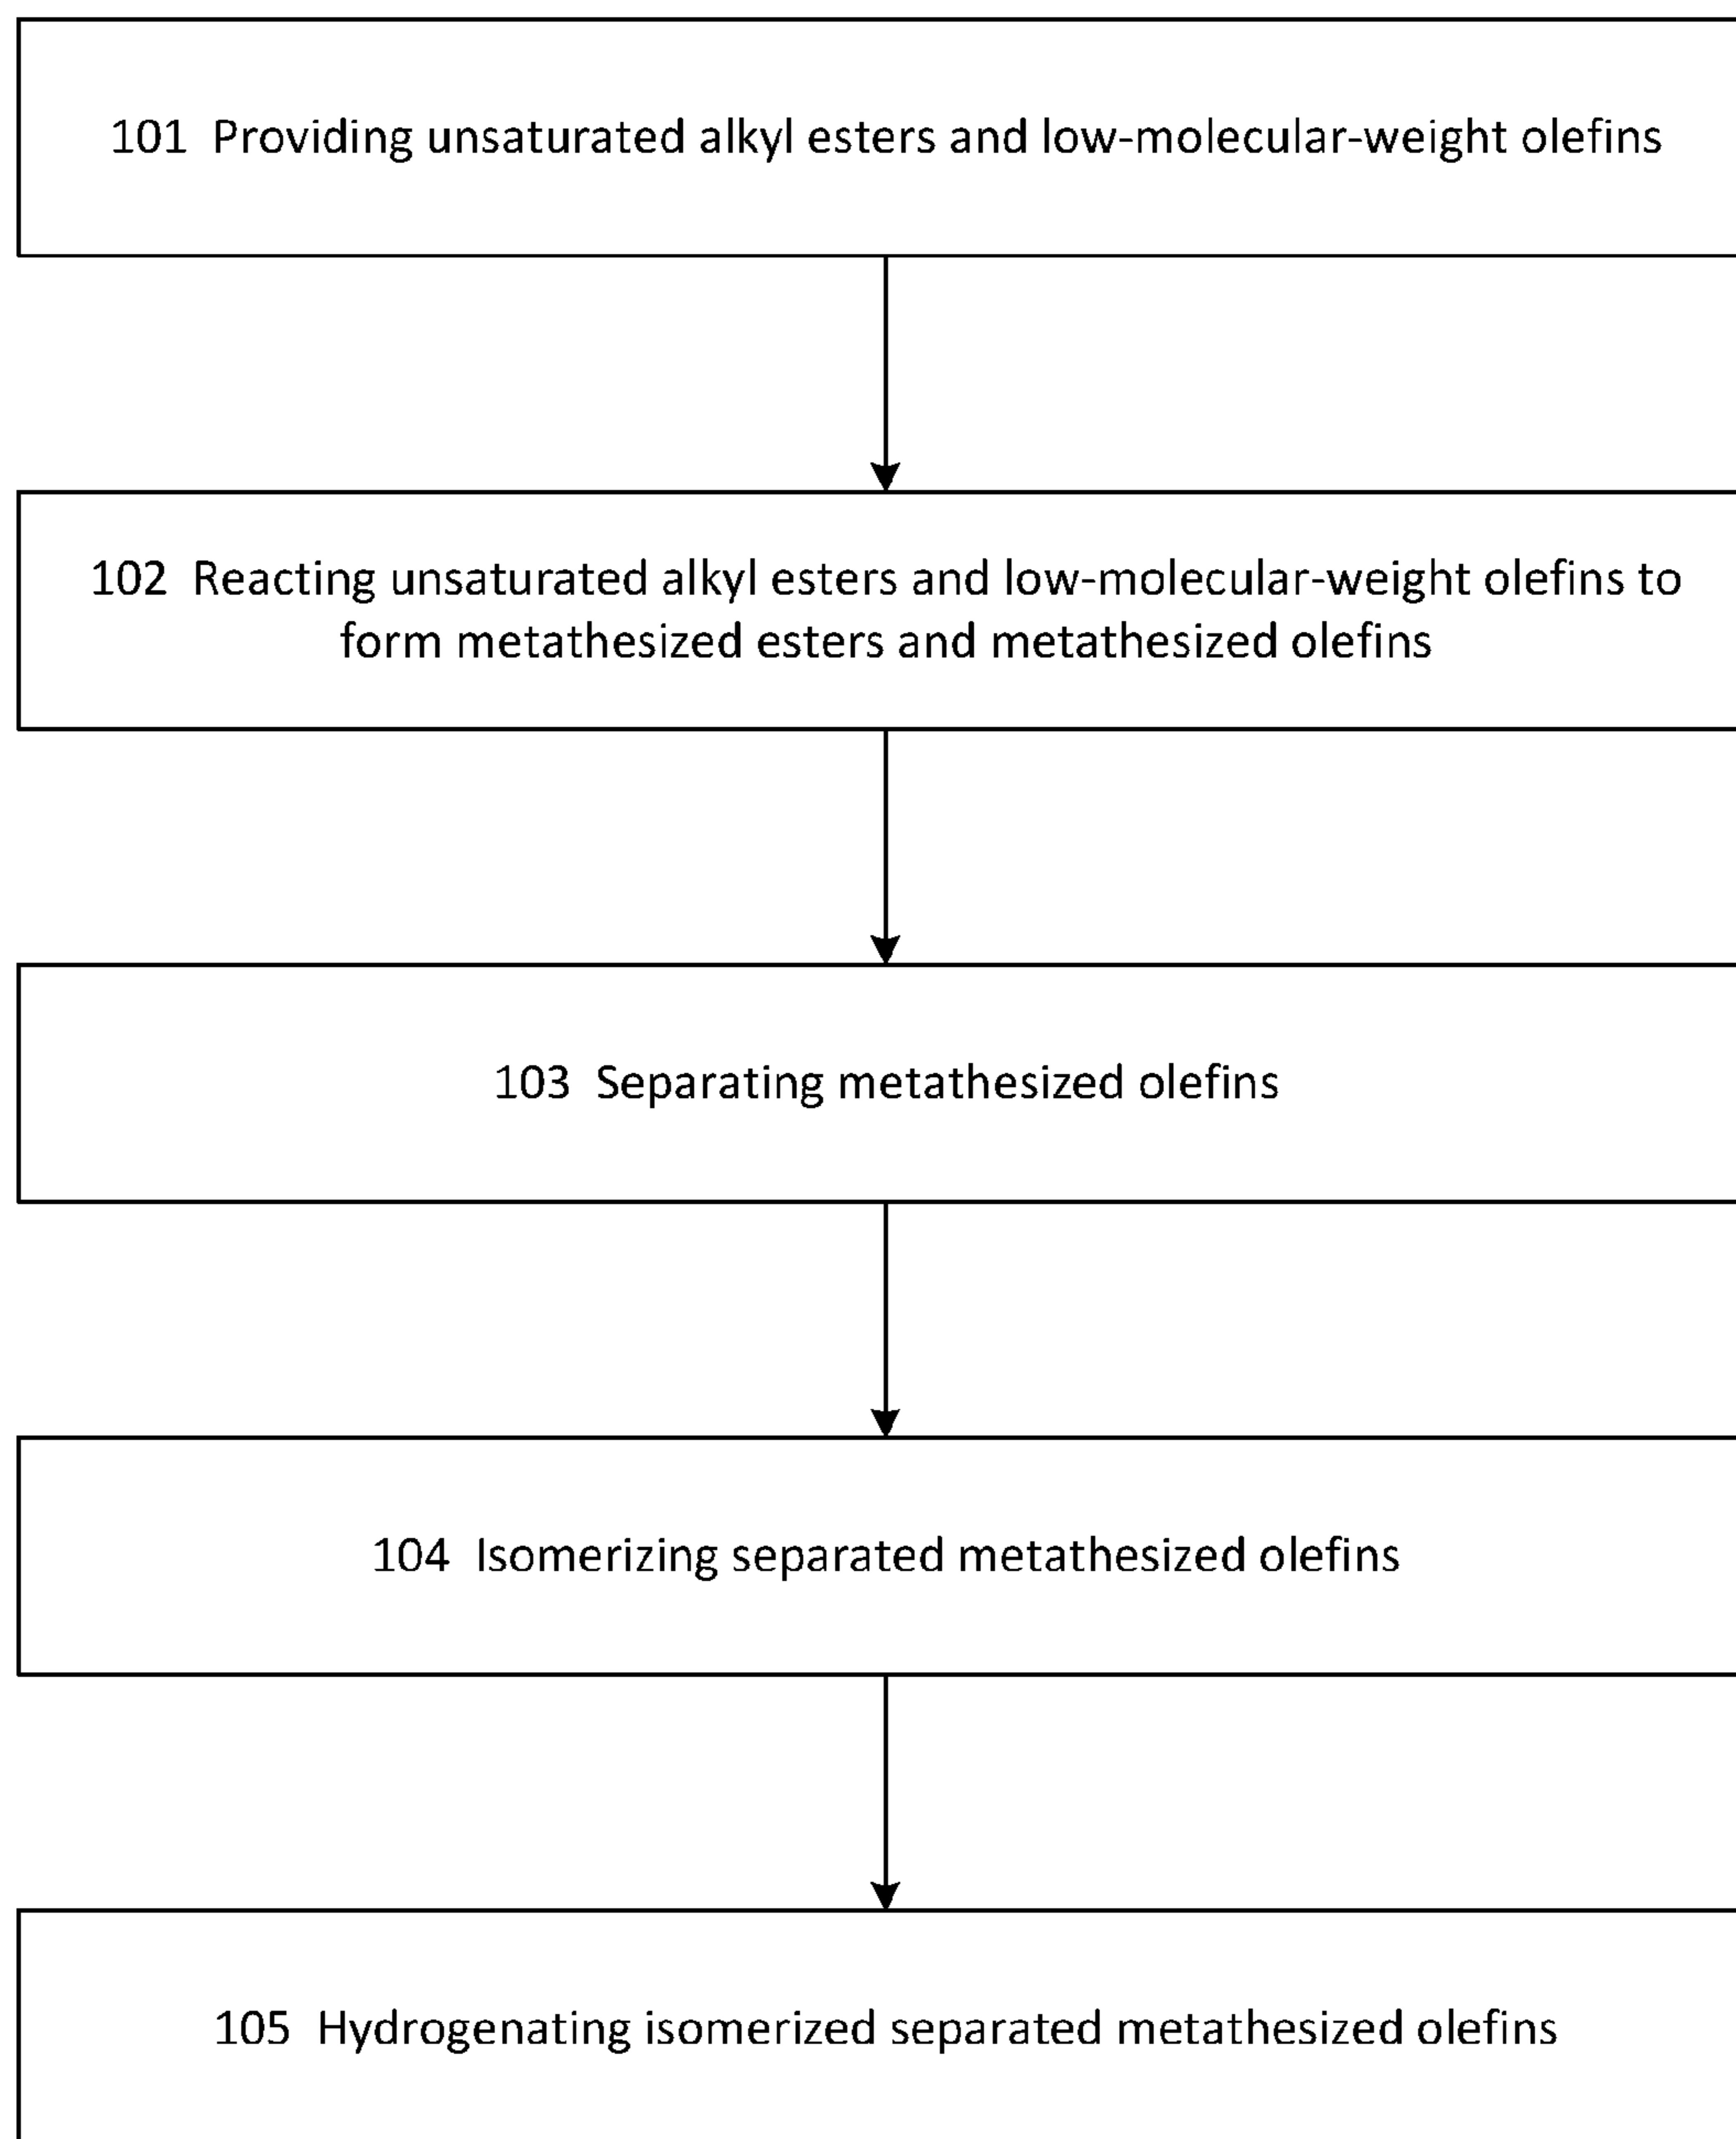 101 Providing unsaturated alkyl esters and low-molecular-weight olefins
102 Reacting unsaturated alkyl esters and low-molecular-weight olefins to
form metathesized esters and metathesized olefins
103 Separating metathesized olefins
104 Isomerizing separated metathesized olefins
105 Hydrogenating isomerized separated metathesized olefins